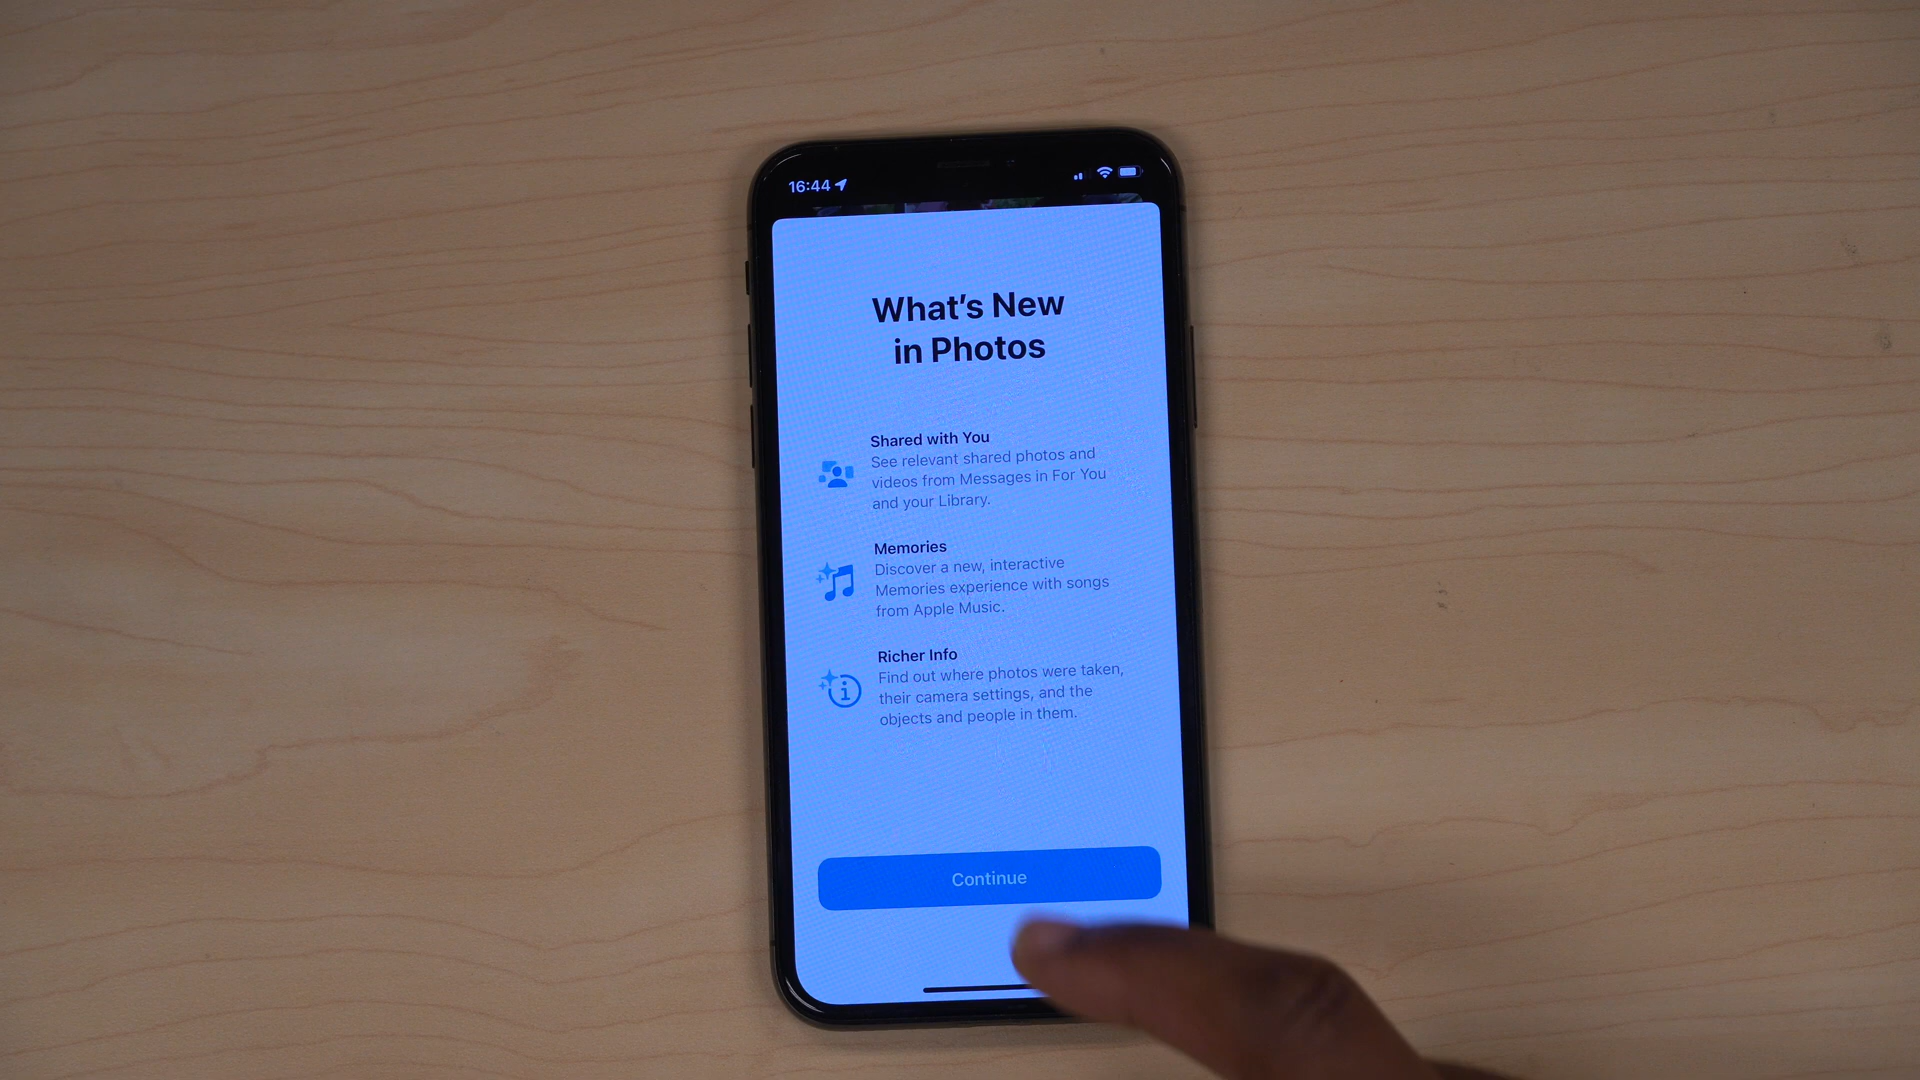 16:44
What's New
in Photos
Shared with You
See relevant shared photos and
videos from Messages in For You
and your Library.
Memories
Discover a new, interactive
Memories experience with songs
from Apple Music.
Richer Info
Find out where photos were taken,
their camera settings, and the
objects and people in them.
Continue